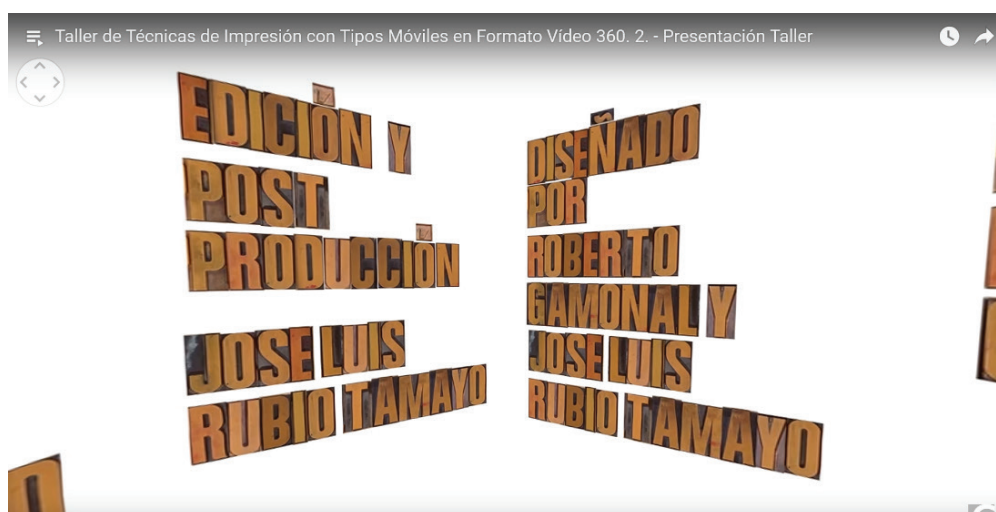 Taller de Técnicas de Impresión con Tipos Móviles en Formato Vídeo 360. 2. - Presentación Taller
EDICIÓN Y
POST
PRODUCCIÓN
JOSE LUIS
RUBIO TAMAYO
DISEÑADO
POR
ROBERTO
GAMONAL Y
JOSE LUIS
RUBIO TAMAYO